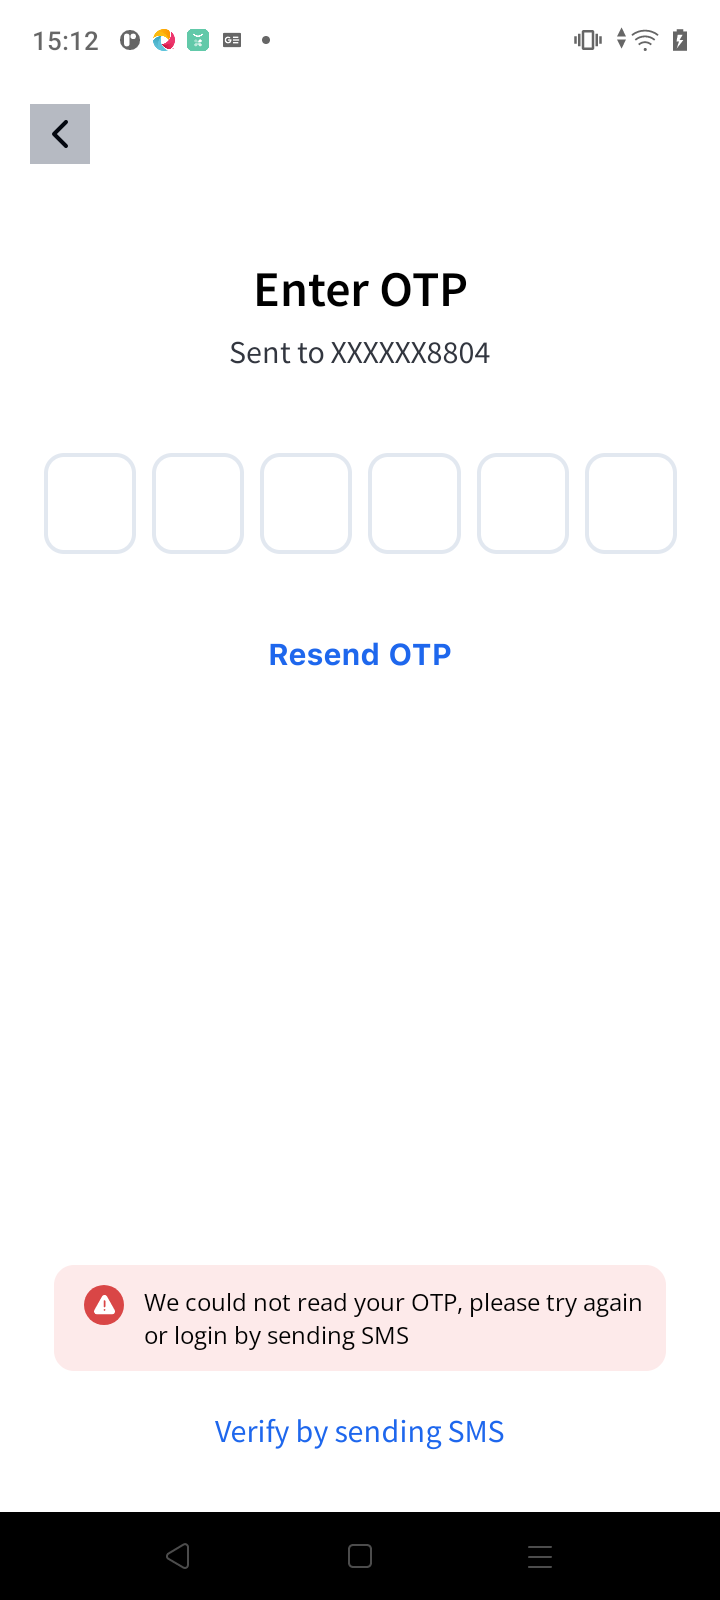 15:12
Enter OTP
Sent to XXXXXX8804
Resend OTP
We could not read your OTP, please try again
or login by sending SMS
Verify by sending SMS